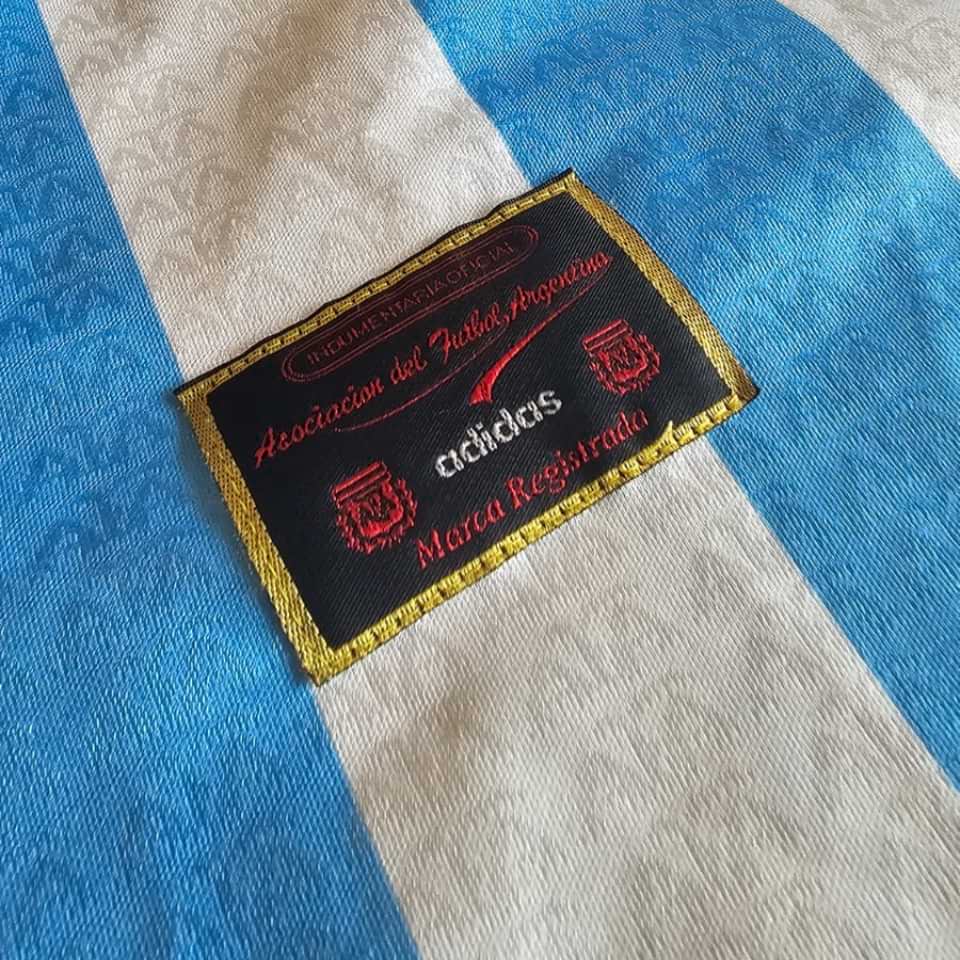 INDUMENTARIA OFICIAL
Asociacion del Futbol Argentino
adidas
Marca Registrada